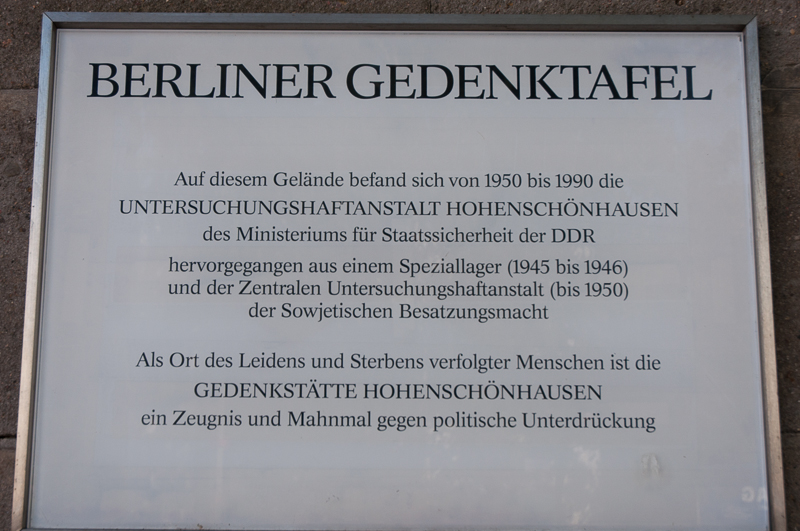 BERLINER GEDENKTAFEL
Auf diesem Gelände befand sich von 1950 bis 1990 die
UNTERSUCHUNGSHAFTANSTALT HOHENSCHÖNHAUSEN
des Ministeriums für Staatssicherheit der DDR
hervorgegangen aus einem Speziallager (1945 bis 1946)
und der Zentralen Untersuchungshaftanstalt (bis 1950)
der Sowjetischen Besatzungsmacht
Als Ort des Leidens und Sterbens verfolgter Menschen ist die
GEDENKSTÄTTE HOHENSCHÖNHAUSEN
ein Zeugnis und Mahnmal gegen politische Unterdrückung